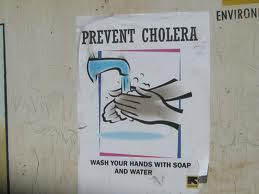 PREVENT CHOLERA
ENVIRON
WASH YOUR HANDS WITH SOAP
AND WATER